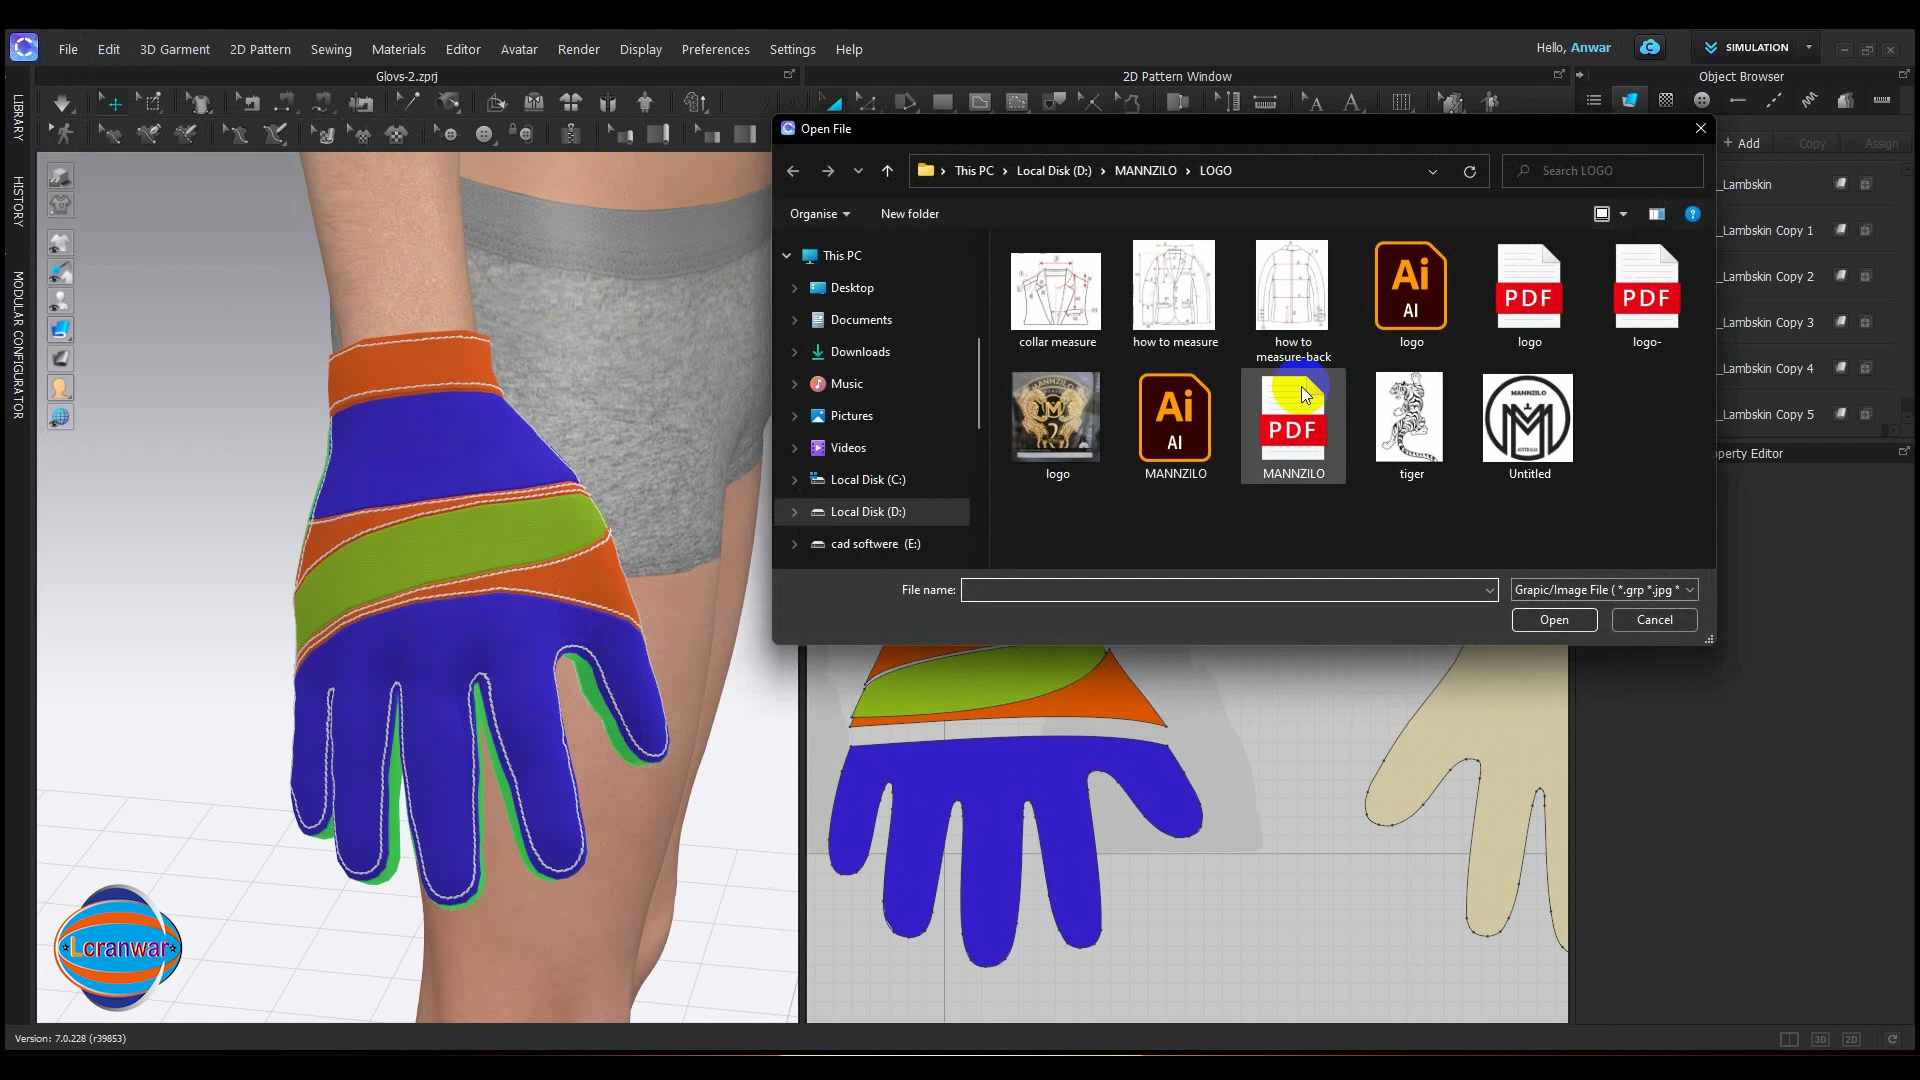 File Edit 3D Garment 2D Pattern Sewing Materials Editor Avatar Render Display Preferences Settings Help
Hello, Anwar
SIMULATION
Glovs-2.zprj
2D Pattern Window
Object Browser
LIBRARY
HISTORY
MODULAR CONFIGURATOR
Open File
This PC
Local Disk (D:)
MANNZILO
LOGO
Search LOGO
Organise
New folder
This PC
Desktop
Documents
Downloads
Music
Pictures
Videos
Local Disk (C:)
Local Disk (D:)
cad softwere (E:)
collar measure
how to measure
how to
measure-back
Ai
AI
logo
PDF
logo
PDF
logo-
MANNZILO
M
logo
Ai
AI
MANNZILO
PDF
MANNZILO
tiger
MANNZILO
M
AUSTRALIA
Untitled
File name:
Grapic/Image File ( *.grp *.jpg *
Open
Cancel
+ Add
Copy
Assign
_Lambskin
_Lambskin Copy 1
_Lambskin Copy 2
_Lambskin Copy 3
_Lambskin Copy 4
_Lambskin Copy 5
operty Editor
Lcranwar
Version: 7.0.228 (r39853)
3D
2D